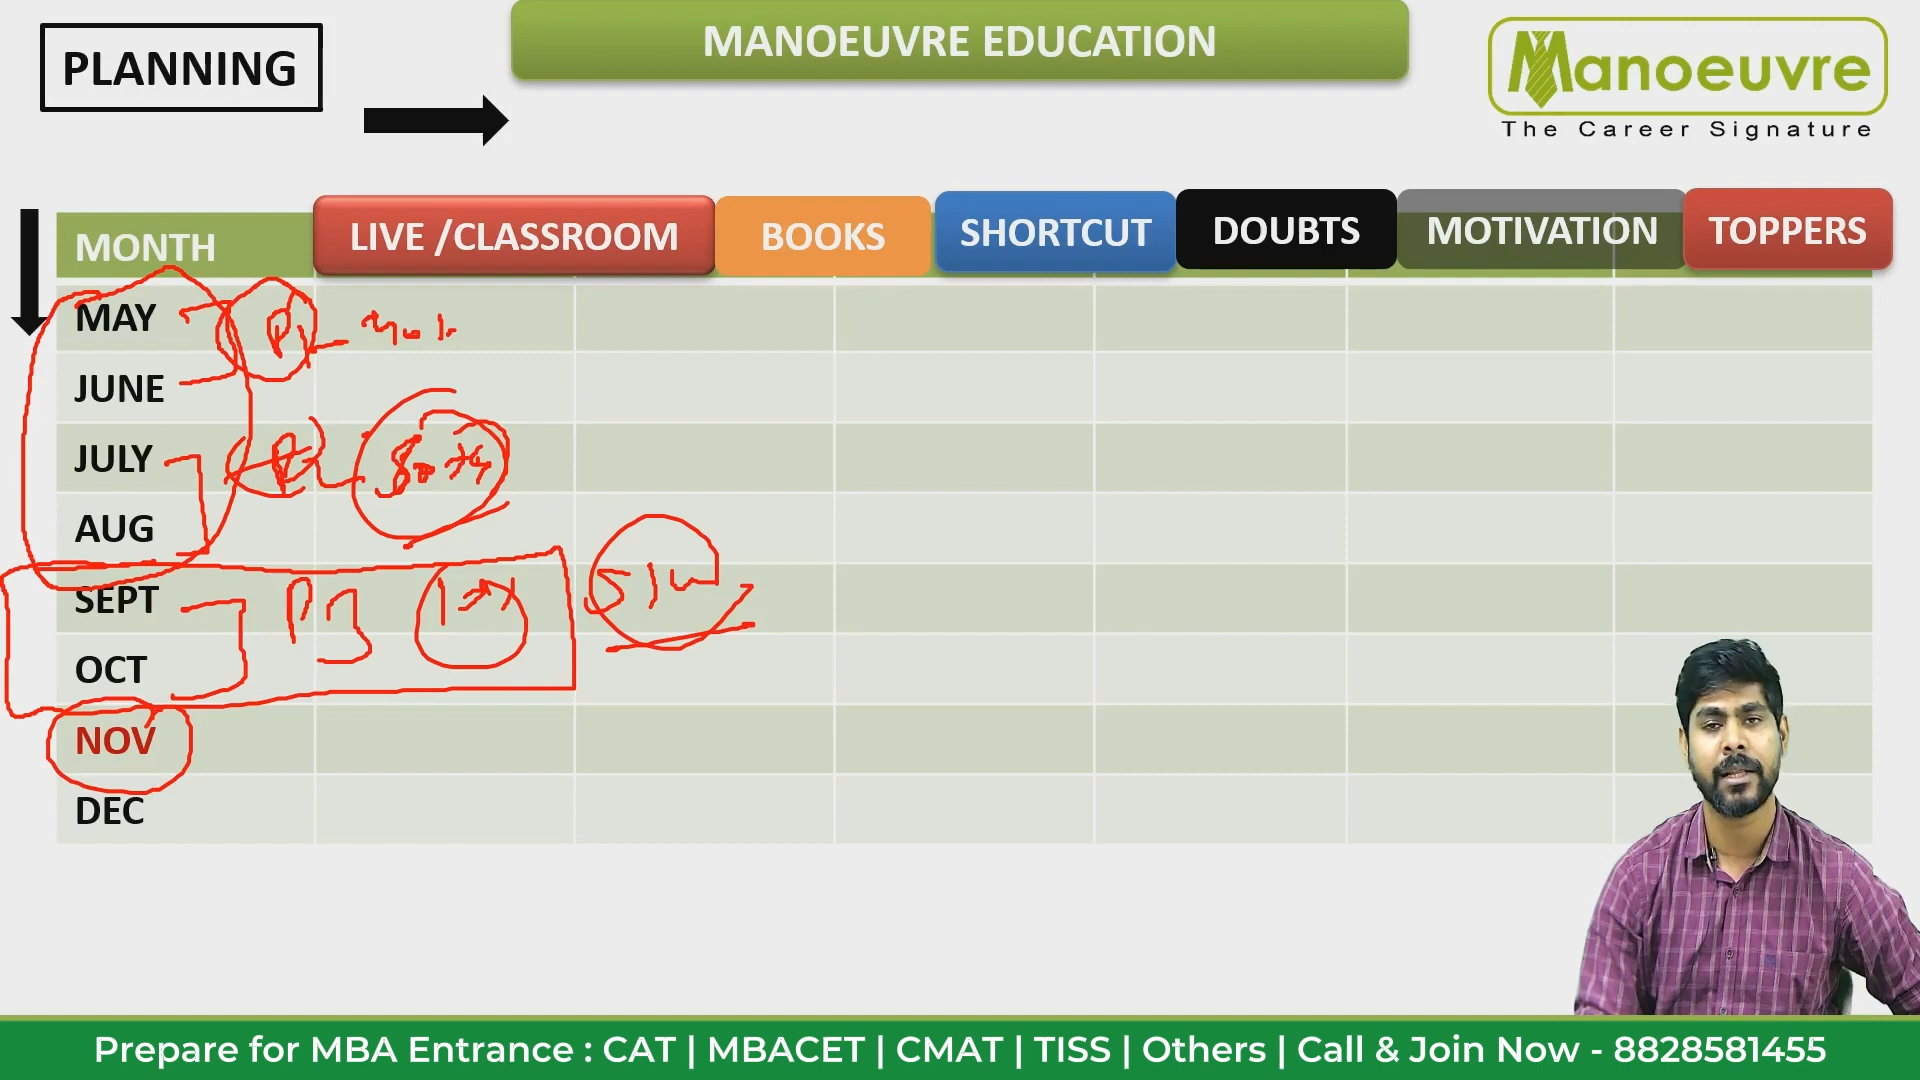 MANOEUVRE EDUCATION
PLANNING
Manoeuvre
The Career Signature
MONTH LIVE /CLASSROOM BOOKS SHORTCUT DOUBTS MOTIVATION TOPPERS
MAY
JUNE
JULY
AUG
SEPT
OCT
NOV
DEC
Prepare for MBA Entrance : CAT | MBACET | CMAT | TISS | Others | Call & Join Now - 8828581455